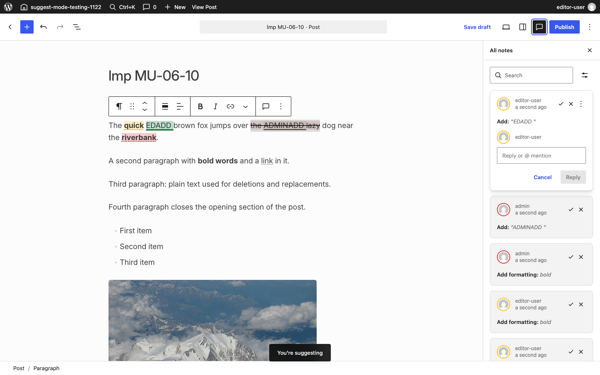 suggest-mode-testing-1122 Ctrl+K 0 New View Post editor-user
Imp MU-06-10 · Post
Save draft Publish
All notes
Search
Imp MU-06-10
The quick EDADD brown fox jumps over the ADMINADD lazy dog near
the riverbank.
A second paragraph with bold words and a link in it.
Third paragraph: plain text used for deletions and replacements.
Fourth paragraph closes the opening section of the post.
First item
Second item
Third item
editor-user
a second ago
Add: "EDADD "
editor-user
Reply or @ mention
Cancel Reply
admin
a second ago
Add: "ADMINADD "
admin
a second ago
Add formatting: bold
editor-user
a second ago
Add formatting: bold
editor-user
a second ago
You're suggesting
Post / Paragraph